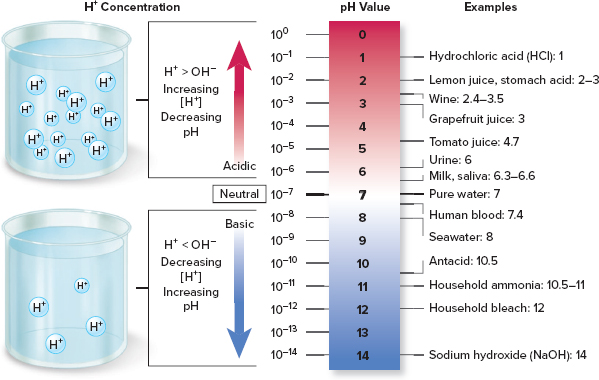 H⁺ Concentration
pH Value
Examples
H⁺ H⁺ H⁺ H⁺ H⁺ H⁺ H⁺ H⁺ H⁺ H⁺ H⁺ H⁺ H⁺ H⁺
H⁺ > OH⁻
Increasing
[H⁺]
Decreasing
pH
Acidic
Neutral
Basic
H⁺ < OH⁻
Decreasing
[H⁺]
Increasing
pH
H⁺ H⁺ H⁺ H⁺
10⁰ 0
10⁻¹ 1 Hydrochloric acid (HCl): 1
10⁻² 2 Lemon juice, stomach acid: 2–3
Wine: 2.4–3.5
10⁻³ 3
Grapefruit juice: 3
10⁻⁴ 4
Tomato juice: 4.7
10⁻⁵ 5
Urine: 6
10⁻⁶ 6
Milk, saliva: 6.3–6.6
10⁻⁷ 7 Pure water: 7
Human blood: 7.4
10⁻⁸ 8
Seawater: 8
10⁻⁹ 9
10⁻¹⁰ 10 Antacid: 10.5
10⁻¹¹ 11 Household ammonia: 10.5–11
10⁻¹² 12 Household bleach: 12
10⁻¹³ 13
10⁻¹⁴ 14 Sodium hydroxide (NaOH): 14